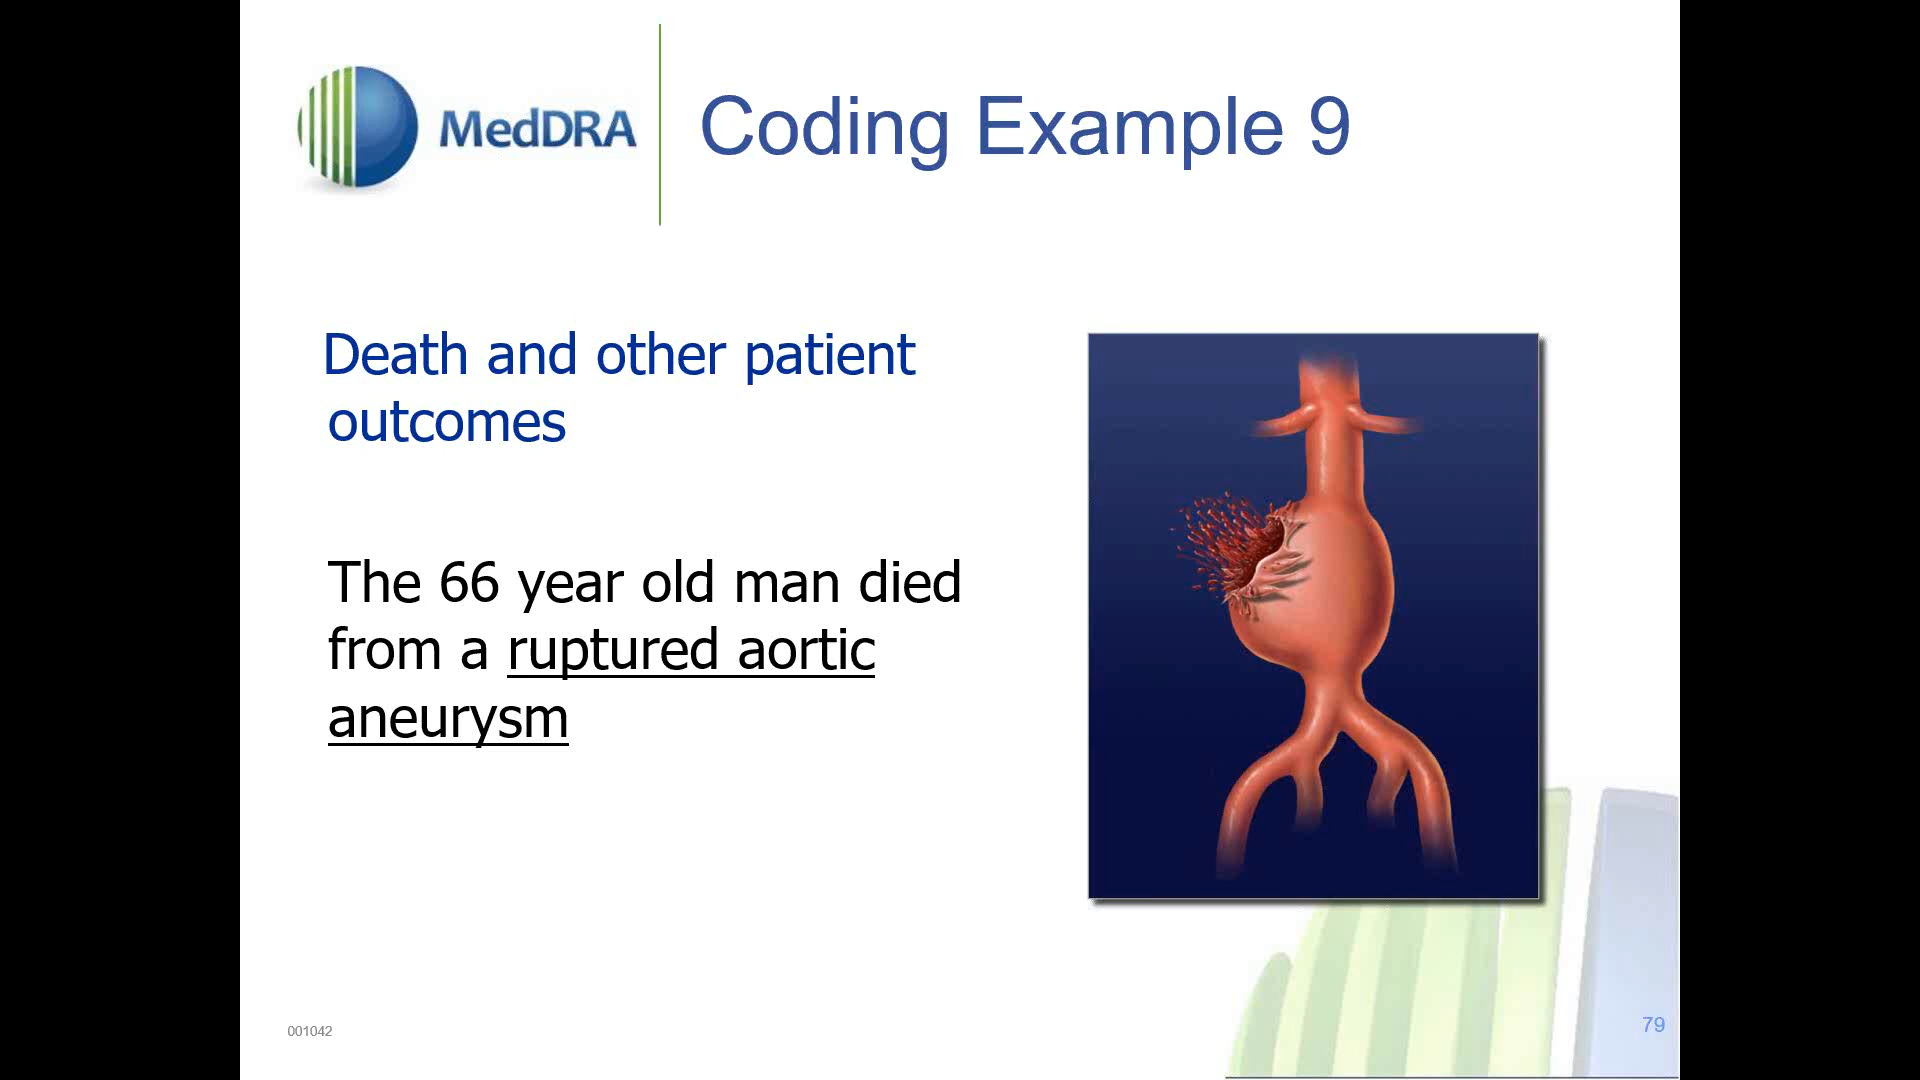 MedDRA
Coding Example 9
Death and other patient
outcomes
The 66 year old man died
from a ruptured aortic
aneurysm
001042
79